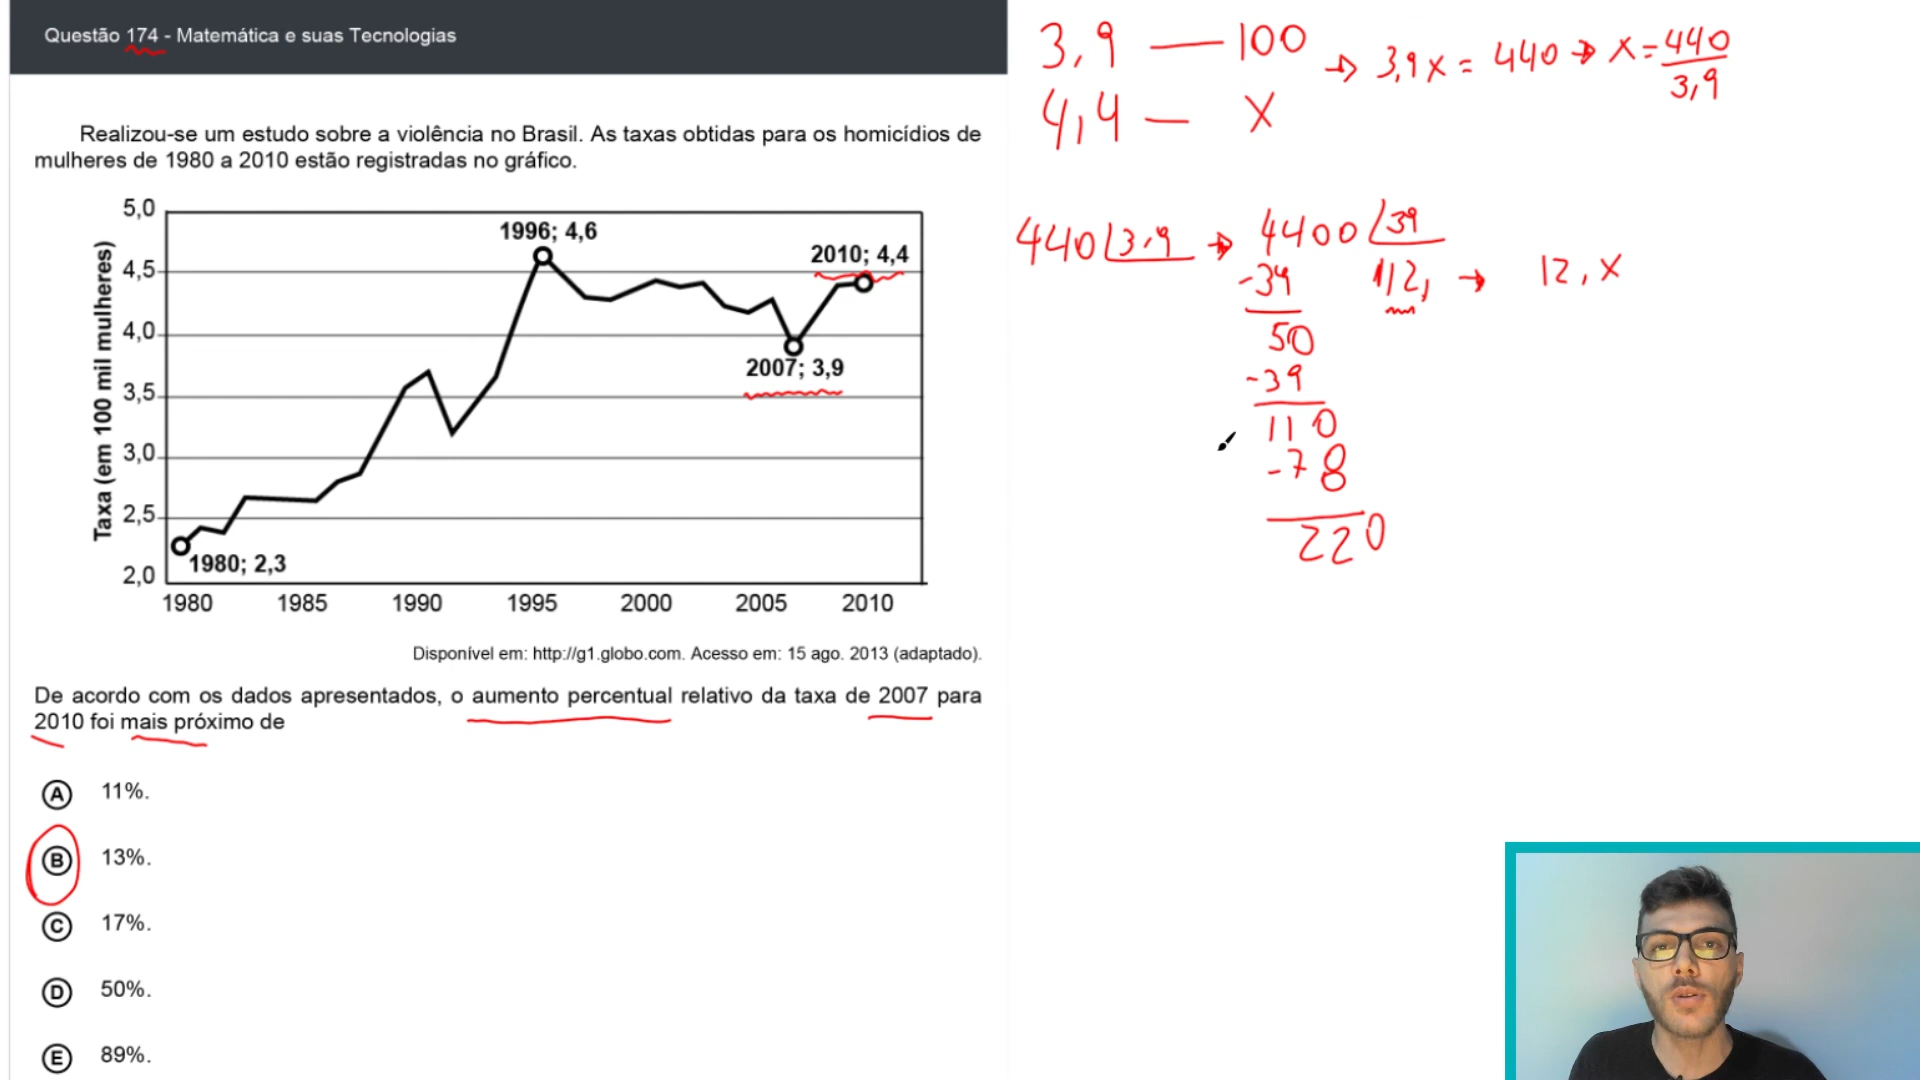 Questão 174 - Matemática e suas Tecnologias
Realizou-se um estudo sobre a violência no Brasil. As taxas obtidas para os homicídios de
mulheres de 1980 a 2010 estão registradas no gráfico.
Taxa (em 100 mil mulheres)
5,0
4,5
4,0
3,5
3,0
2,5
2,0
1996; 4,6
2010; 4,4
2007; 3,9
1980; 2,3
1980 1985 1990 1995 2000 2005 2010
Disponível em: http://g1.globo.com. Acesso em: 15 ago. 2013 (adaptado).
De acordo com os dados apresentados, o aumento percentual relativo da taxa de 2007 para
2010 foi mais próximo de
A 11%.
B 13%.
C 17%.
D 50%.
E 89%.
3,9 — 100 → 3,9x = 440 → x = 440
3,9
4,4 — x
440 3,9 → 4400 39
-39 112, → 12,x
50
-39
110
-78
220